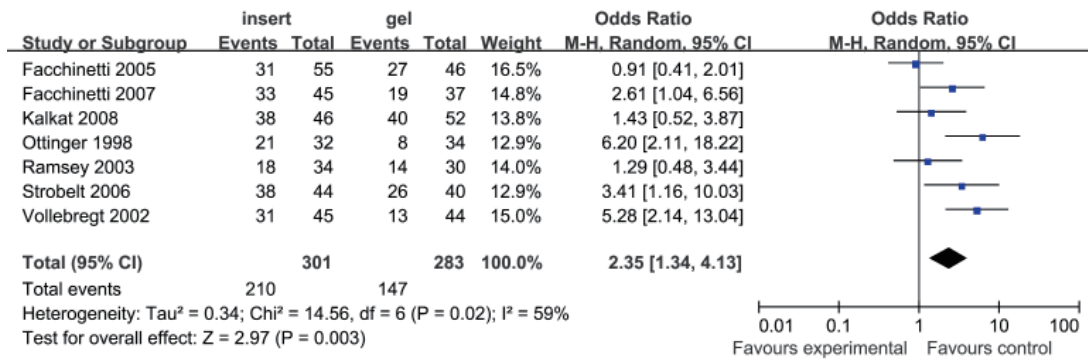 insert gel Odds Ratio Odds Ratio
Study or Subgroup Events Total Events Total Weight M-H, Random, 95% CI M-H, Random, 95% CI
Facchinetti 2005 31 55 27 46 16.5% 0.91 [0.41, 2.01]
Facchinetti 2007 33 45 19 37 14.8% 2.61 [1.04, 6.56]
Kalkat 2008 38 46 40 52 13.8% 1.43 [0.52, 3.87]
Ottinger 1998 21 32 8 34 12.9% 6.20 [2.11, 18.22]
Ramsey 2003 18 34 14 30 14.0% 1.29 [0.48, 3.44]
Strobelt 2006 38 44 26 40 12.9% 3.41 [1.16, 10.03]
Vollebregt 2002 31 45 13 44 15.0% 5.28 [2.14, 13.04]
Total (95% CI) 301 283 100.0% 2.35 [1.34, 4.13]
Total events 210 147
Heterogeneity: Tau² = 0.34; Chi² = 14.56, df = 6 (P = 0.02); I² = 59%
Test for overall effect: Z = 2.97 (P = 0.003)
0.01 0.1 1 10 100
Favours experimental Favours control